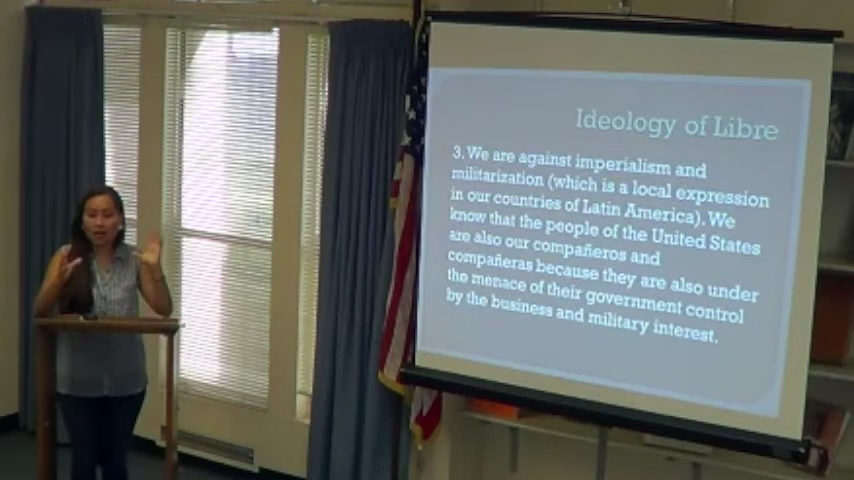 Ideology of Libre
3. We are against imperialism and
militarization (which is a local expression
in our countries of Latin America). We
know that the people of the United States
are also our compañeros and
compañeras because they are also under
the menace of their government control
by the business and military interest.